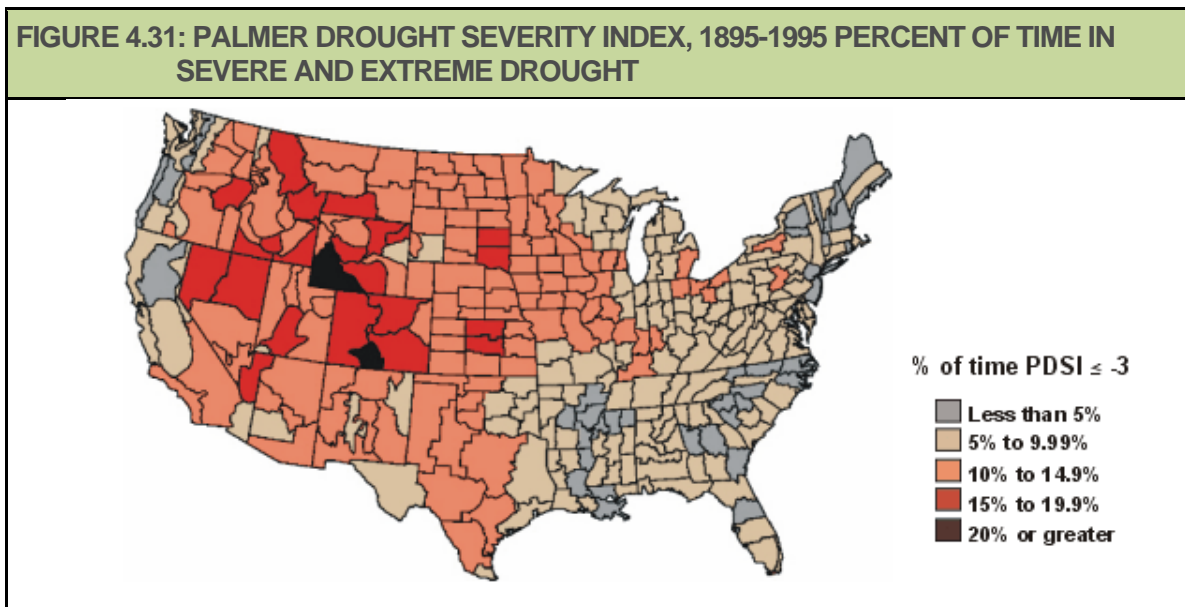 FIGURE 4.31: PALMER DROUGHT SEVERITY INDEX, 1895-1995 PERCENT OF TIME IN
SEVERE AND EXTREME DROUGHT
% of time PDSI ≤ -3
Less than 5%
5% to 9.99%
10% to 14.9%
15% to 19.9%
20% or greater